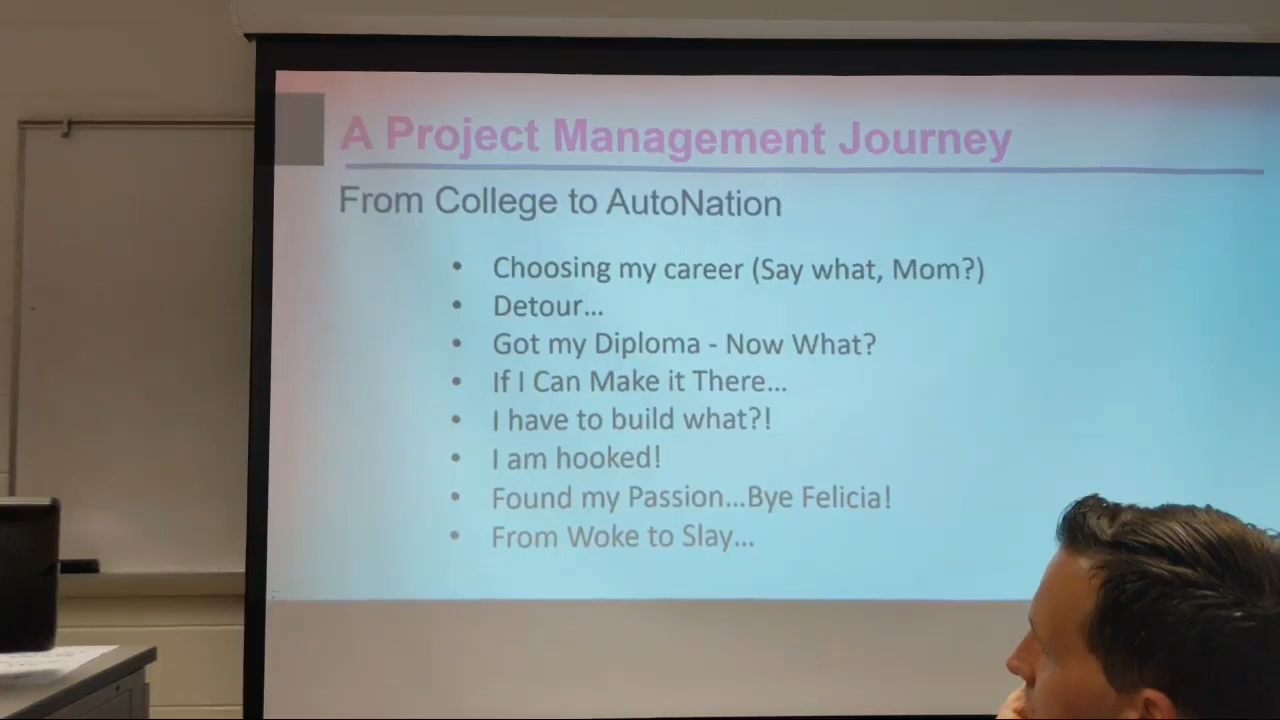 A Project Management Journey
From College to AutoNation
• Choosing my career (Say what, Mom?)
• Detour...
• Got my Diploma - Now What?
• If I Can Make it There...
• I have to build what?!
• I am hooked!
• Found my Passion...Bye Felicia!
• From Woke to Slay...